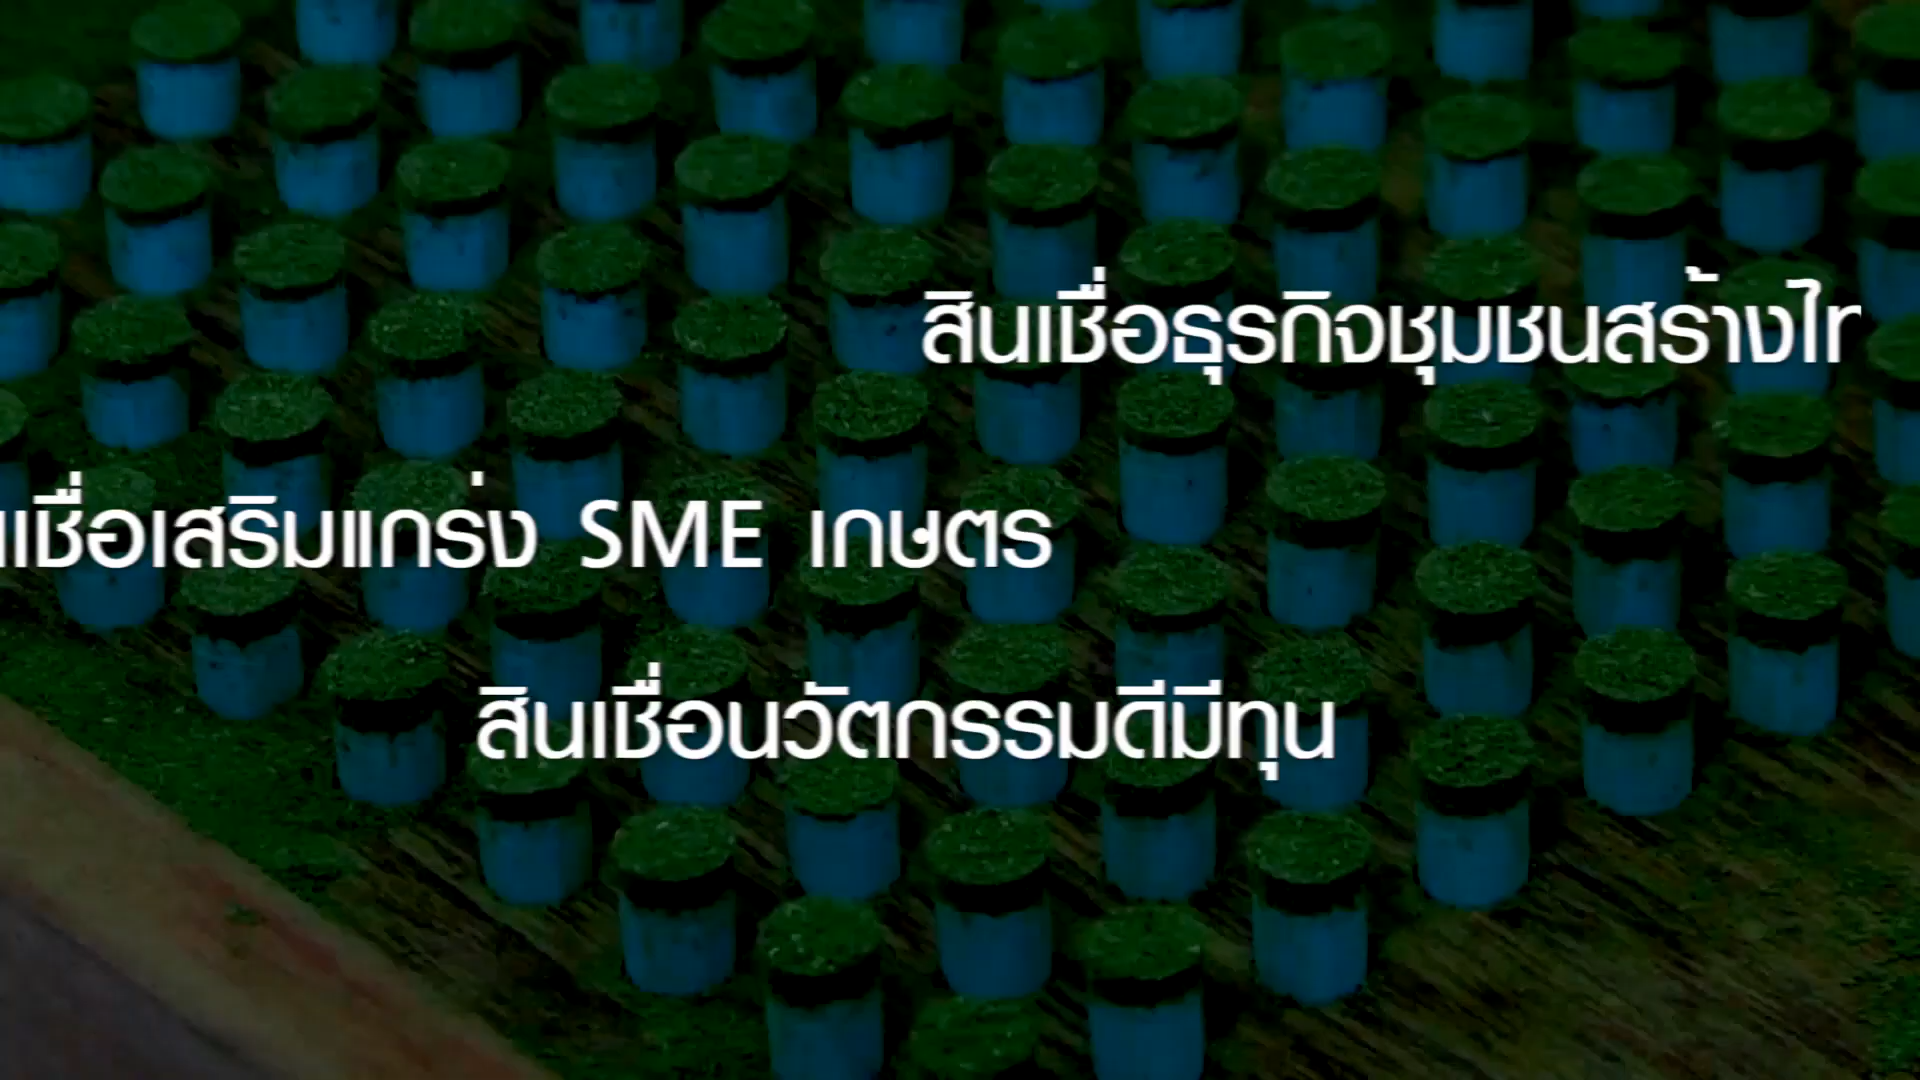 สินเชื่อธุรกิจชุมชนสร้างไ
นเชื่อเสริมแกร่ง SME เกษตร
สินเชื่อนวัตกรรมดีมีทุน